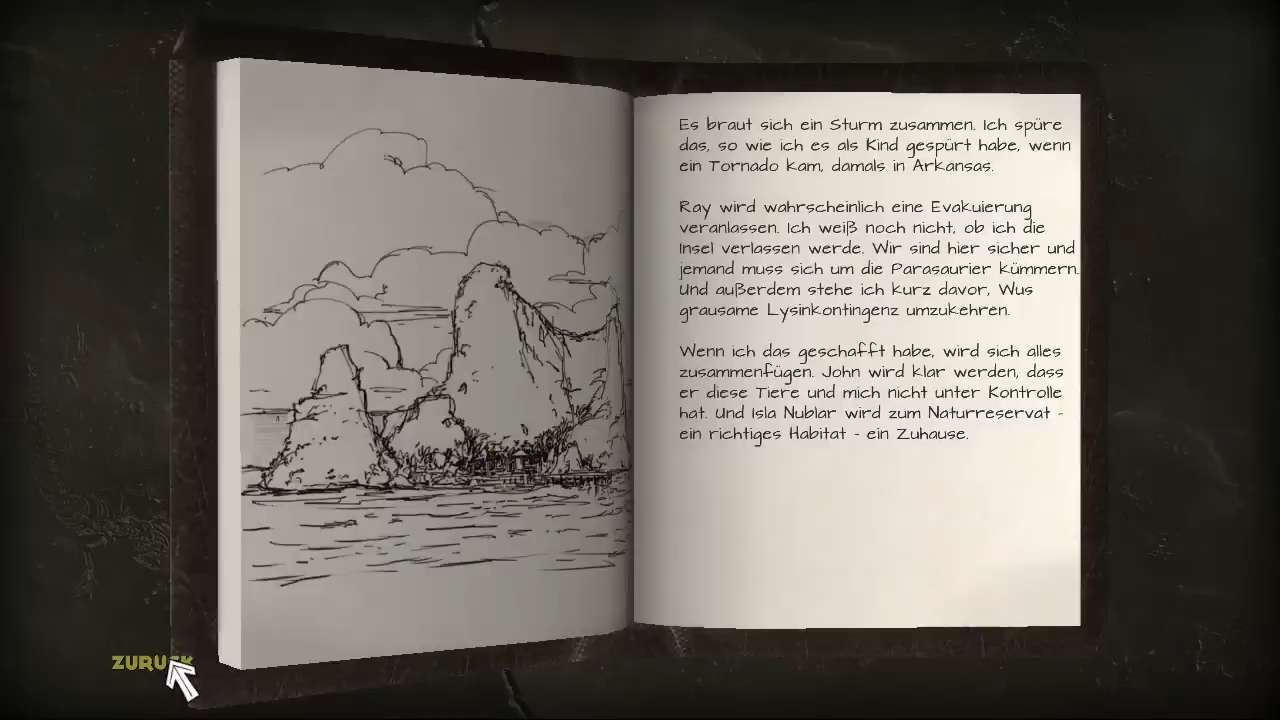 Es braut sich ein Sturm zusammen. Ich spüre
das, so wie ich es als Kind gespürt habe, wenn
ein Tornado kam, damals in Arkansas.
Ray wird wahrscheinlich eine Evakuierung
veranlassen. Ich weiß noch nicht, ob ich die
Insel verlassen werde. Wir sind hier sicher und
jemand muss sich um die Parasaurier kümmern.
Und außerdem stehe ich kurz davor, Wus
grausame Lysinkontingenz umzukehren.
Wenn ich das geschafft habe, wird sich alles
zusammenfügen. John wird klar werden, dass
er diese Tiere und mich nicht unter Kontrolle
hat. Und Isla Nublar wird zum Naturreservat -
ein richtiges Habitat - ein Zuhause.
ZURÜCK